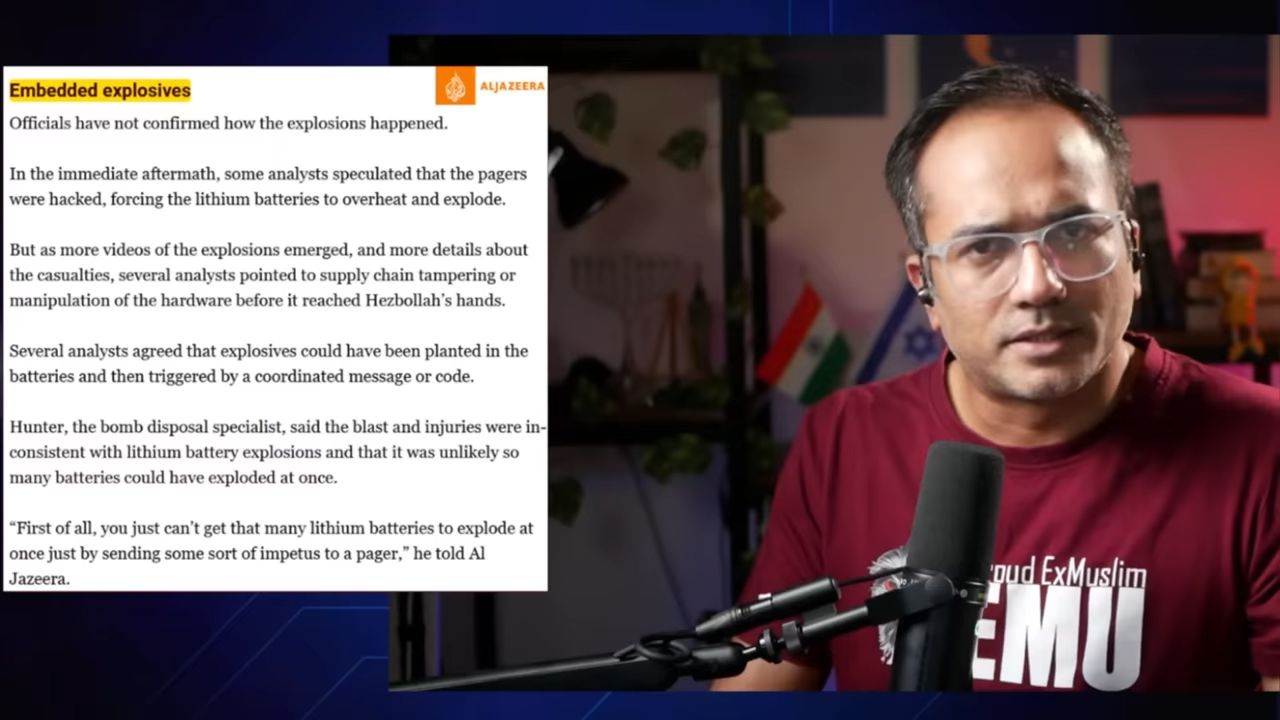 Embedded explosives
ALJAZEERA
Officials have not confirmed how the explosions happened.
In the immediate aftermath, some analysts speculated that the pagers
were hacked, forcing the lithium batteries to overheat and explode.
But as more videos of the explosions emerged, and more details about
the casualties, several analysts pointed to supply chain tampering or
manipulation of the hardware before it reached Hezbollah’s hands.
Several analysts agreed that explosives could have been planted in the
batteries and then triggered by a coordinated message or code.
Hunter, the bomb disposal specialist, said the blast and injuries were in-
consistent with lithium battery explosions and that it was unlikely so
many batteries could have exploded at once.
“First of all, you just can’t get that many lithium batteries to explode at
once just by sending some sort of impetus to a pager,” he told Al
Jazeera.
oud ExMuslim
EMU